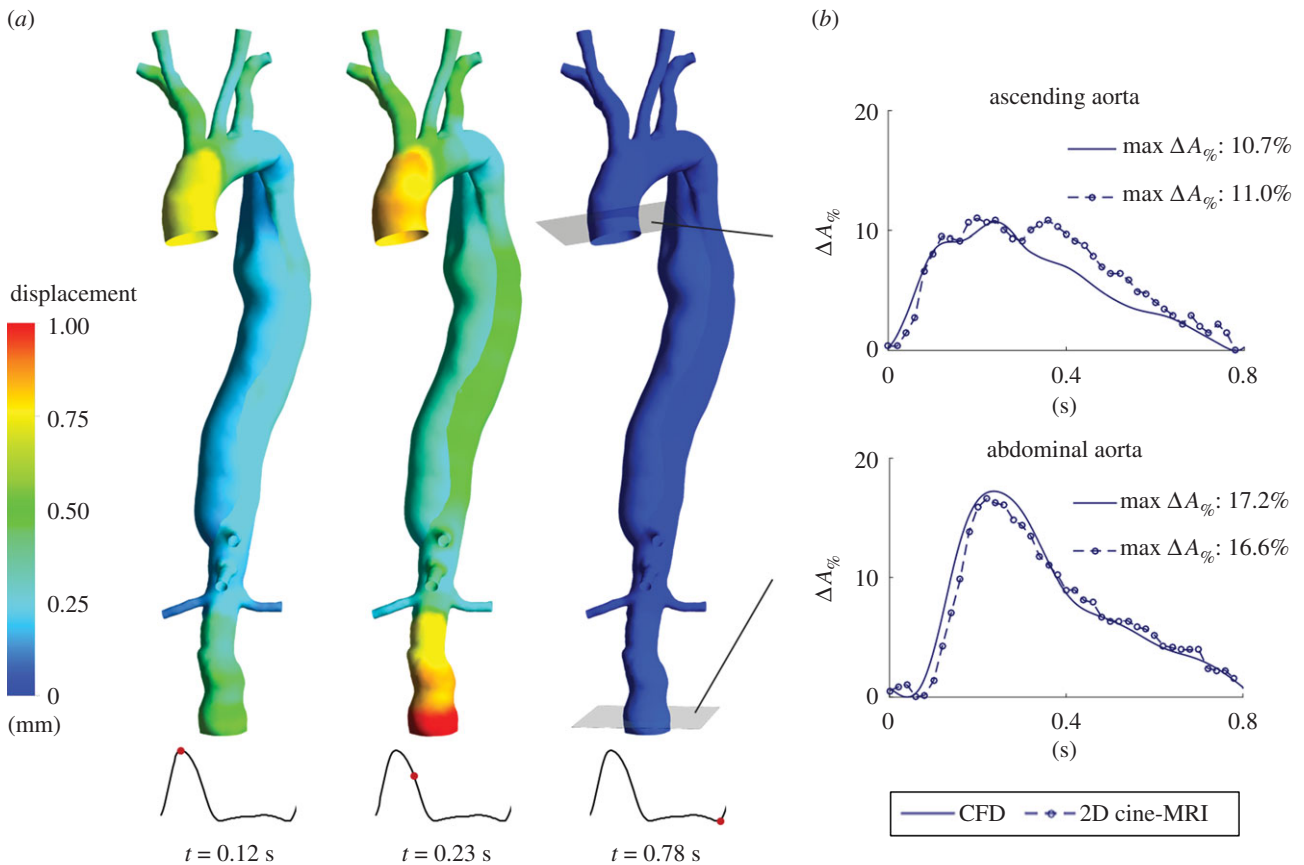 (a)
displacement
1.00
0.75
0.50
0.25
0
(mm)
t = 0.12 s
t = 0.23 s
t = 0.78 s
(b)
ascending aorta
20
10
0
ΔA%
max ΔA%: 10.7%
max ΔA%: 11.0%
0 0.4 0.8
(s)
abdominal aorta
20
10
0
ΔA%
max ΔA%: 17.2%
max ΔA%: 16.6%
0 0.4 0.8
(s)
CFD 2D cine-MRI